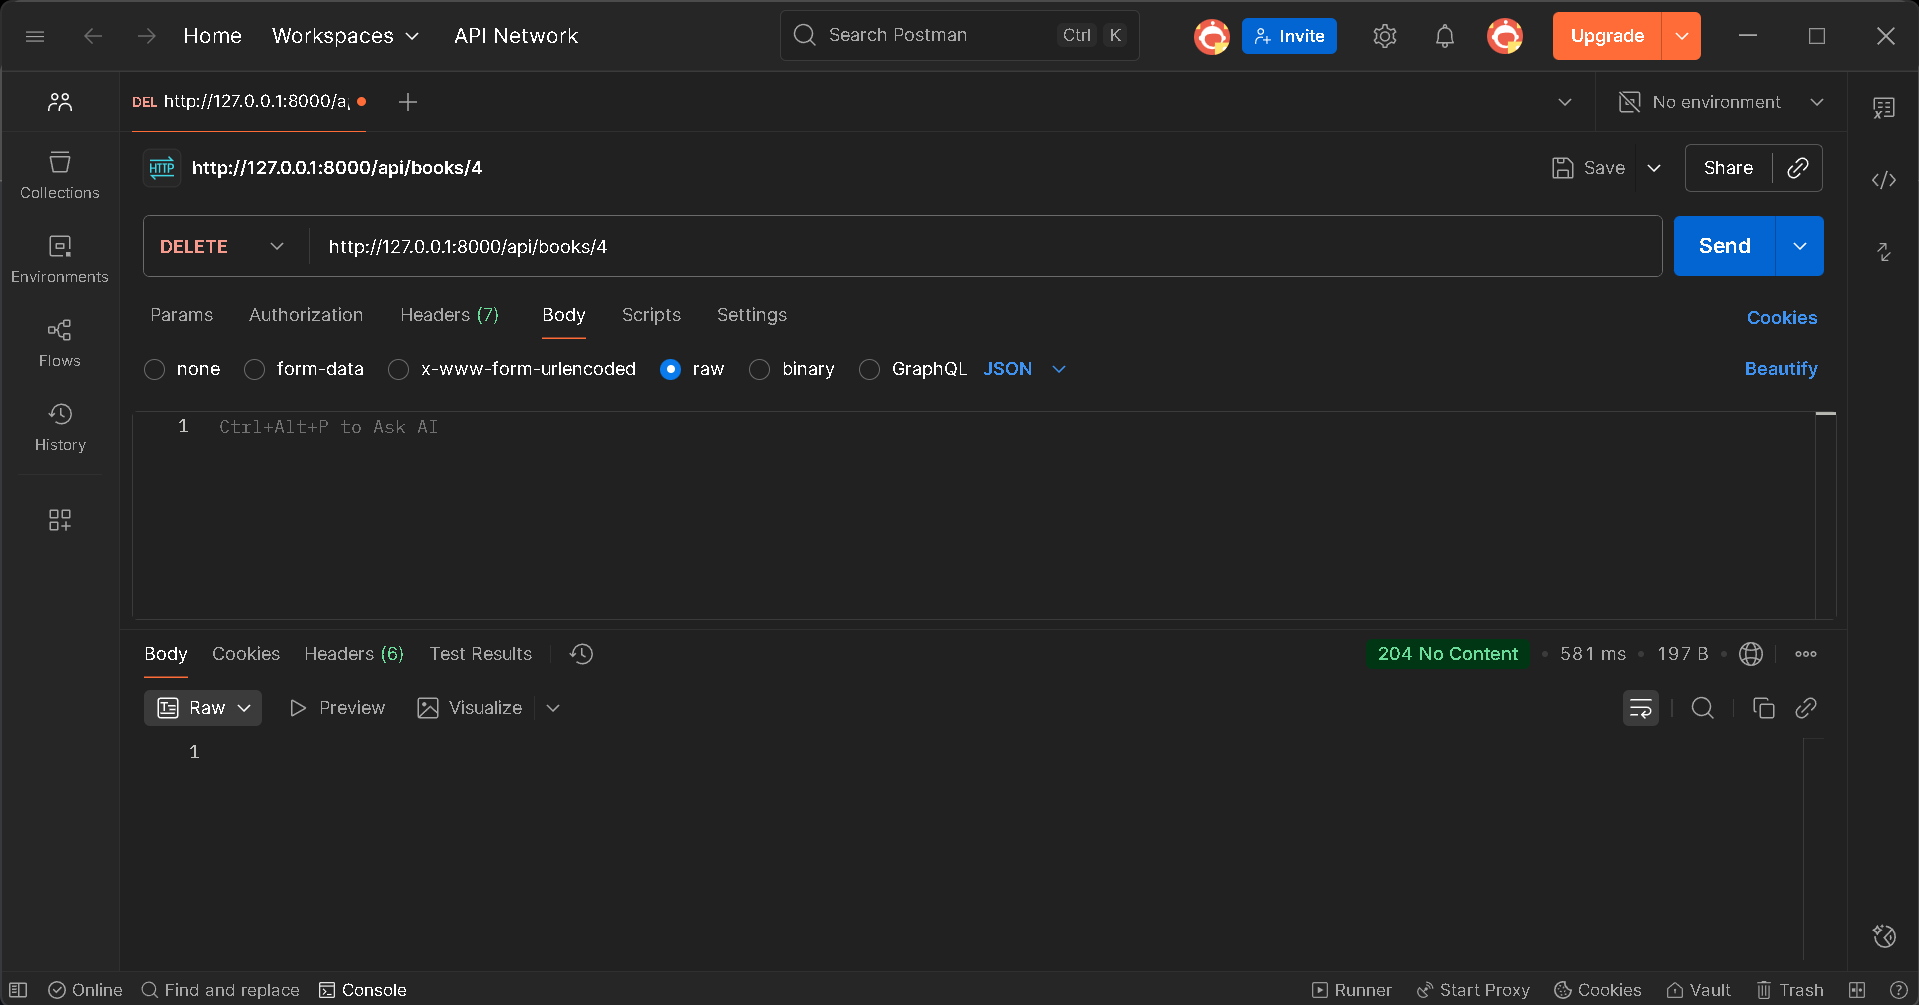 Home Workspaces API Network Search Postman Ctrl K Invite Upgrade
DEL http://127.0.0.1:8000/a No environment
HTTP http://127.0.0.1:8000/api/books/4 Save Share
Collections
DELETE http://127.0.0.1:8000/api/books/4 Send
Environments
Params Authorization Headers (7) Body Scripts Settings Cookies
Flows
none form-data x-www-form-urlencoded raw binary GraphQL JSON Beautify
1 Ctrl+Alt+P to Ask AI
History
Body Cookies Headers (6) Test Results 204 No Content • 581 ms • 197 B •
Raw Preview Visualize
1
Online Find and replace Console Runner Start Proxy Cookies Vault Trash